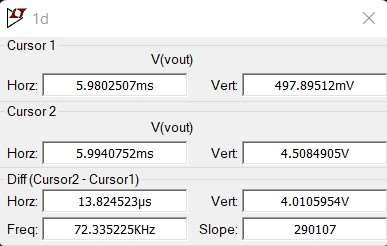 1d
Cursor 1
V(vout)
Horz: 5.9802507ms Vert: 497.89512mV
Cursor 2
V(vout)
Horz: 5.9940752ms Vert: 4.5084905V
Diff (Cursor2 - Cursor1)
Horz: 13.824523µs Vert: 4.0105954V
Freq: 72.335225KHz Slope: 290107